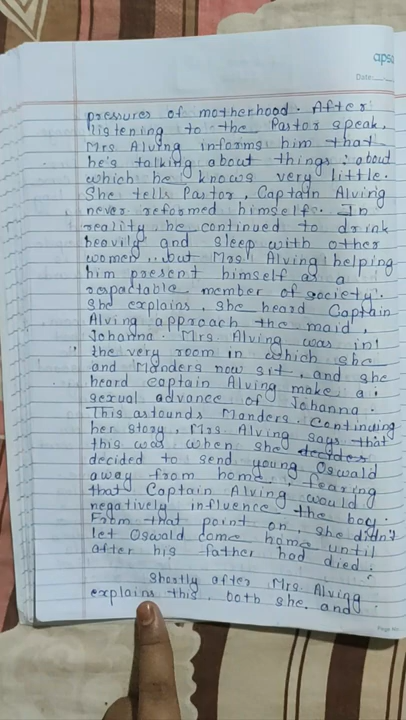 apsa
Date:
pressures of motherhood. After
listening to the Pastor speak,
Mrs Alving informs him that
he's talking about things about
which he knows very little.
She tells Pastor, Captain Alving
never reformed himself. In
reality, he continued to drink
heavily and sleep with other
women, but Mrs Alving helping
him present himself as a
respactable member of society.
She explains, she heard Captain
Alving approach the maid,
Johanna. Mrs. Alving was in
the very room in which she
and Manders now sit, and she
heard captain Alving make a
sexual advance of Johanna.
This astounds Manders. Continuing
her story, Mrs. Alving says that
this was when she decides
decided to send young Oswald
away from home, fearing
that Captain Alving would
negatively influence the boy.
From that point on, she didn't
let Oswald come home until
after his father had died.
Shortly after Mrs. Alving
explains this, both she and
Page No